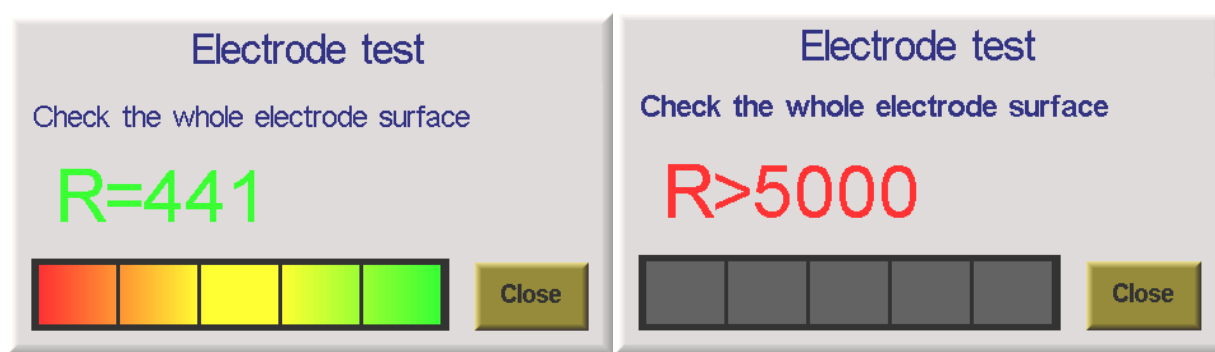 Electrode test
Check the whole electrode surface
R=441
Close
Electrode test
Check the whole electrode surface
R>5000
Close